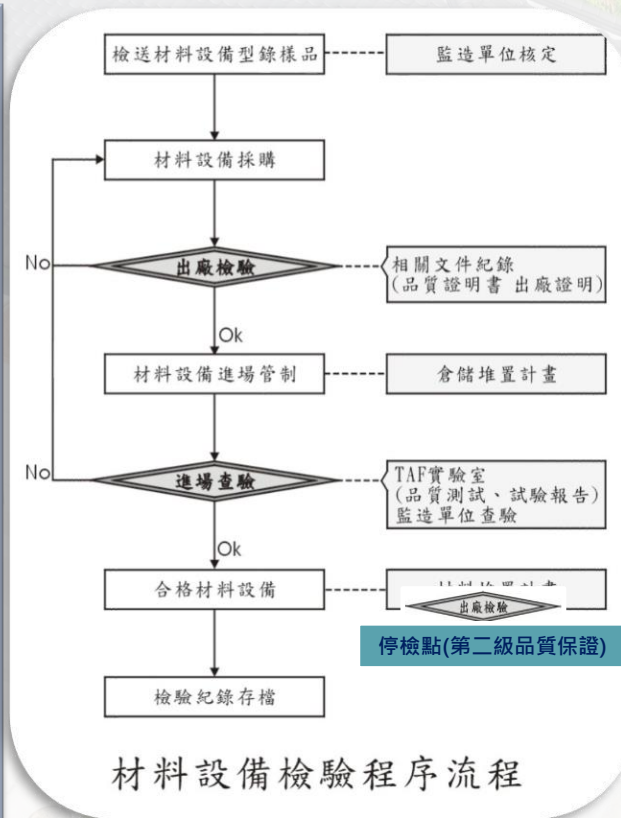 檢送材料設備型錄樣品
監造單位核定
材料設備採購
No
出廠檢驗
相關文件紀錄
(品質證明書 出廠證明)
Ok
材料設備進場管制
倉儲堆置計畫
No
進場查驗
TAF實驗室
(品質測試、試驗報告)
監造單位查驗
Ok
合格材料設備
出廠檢驗
停檢點(第二級品質保證)
檢驗紀錄存檔
材料設備檢驗程序流程